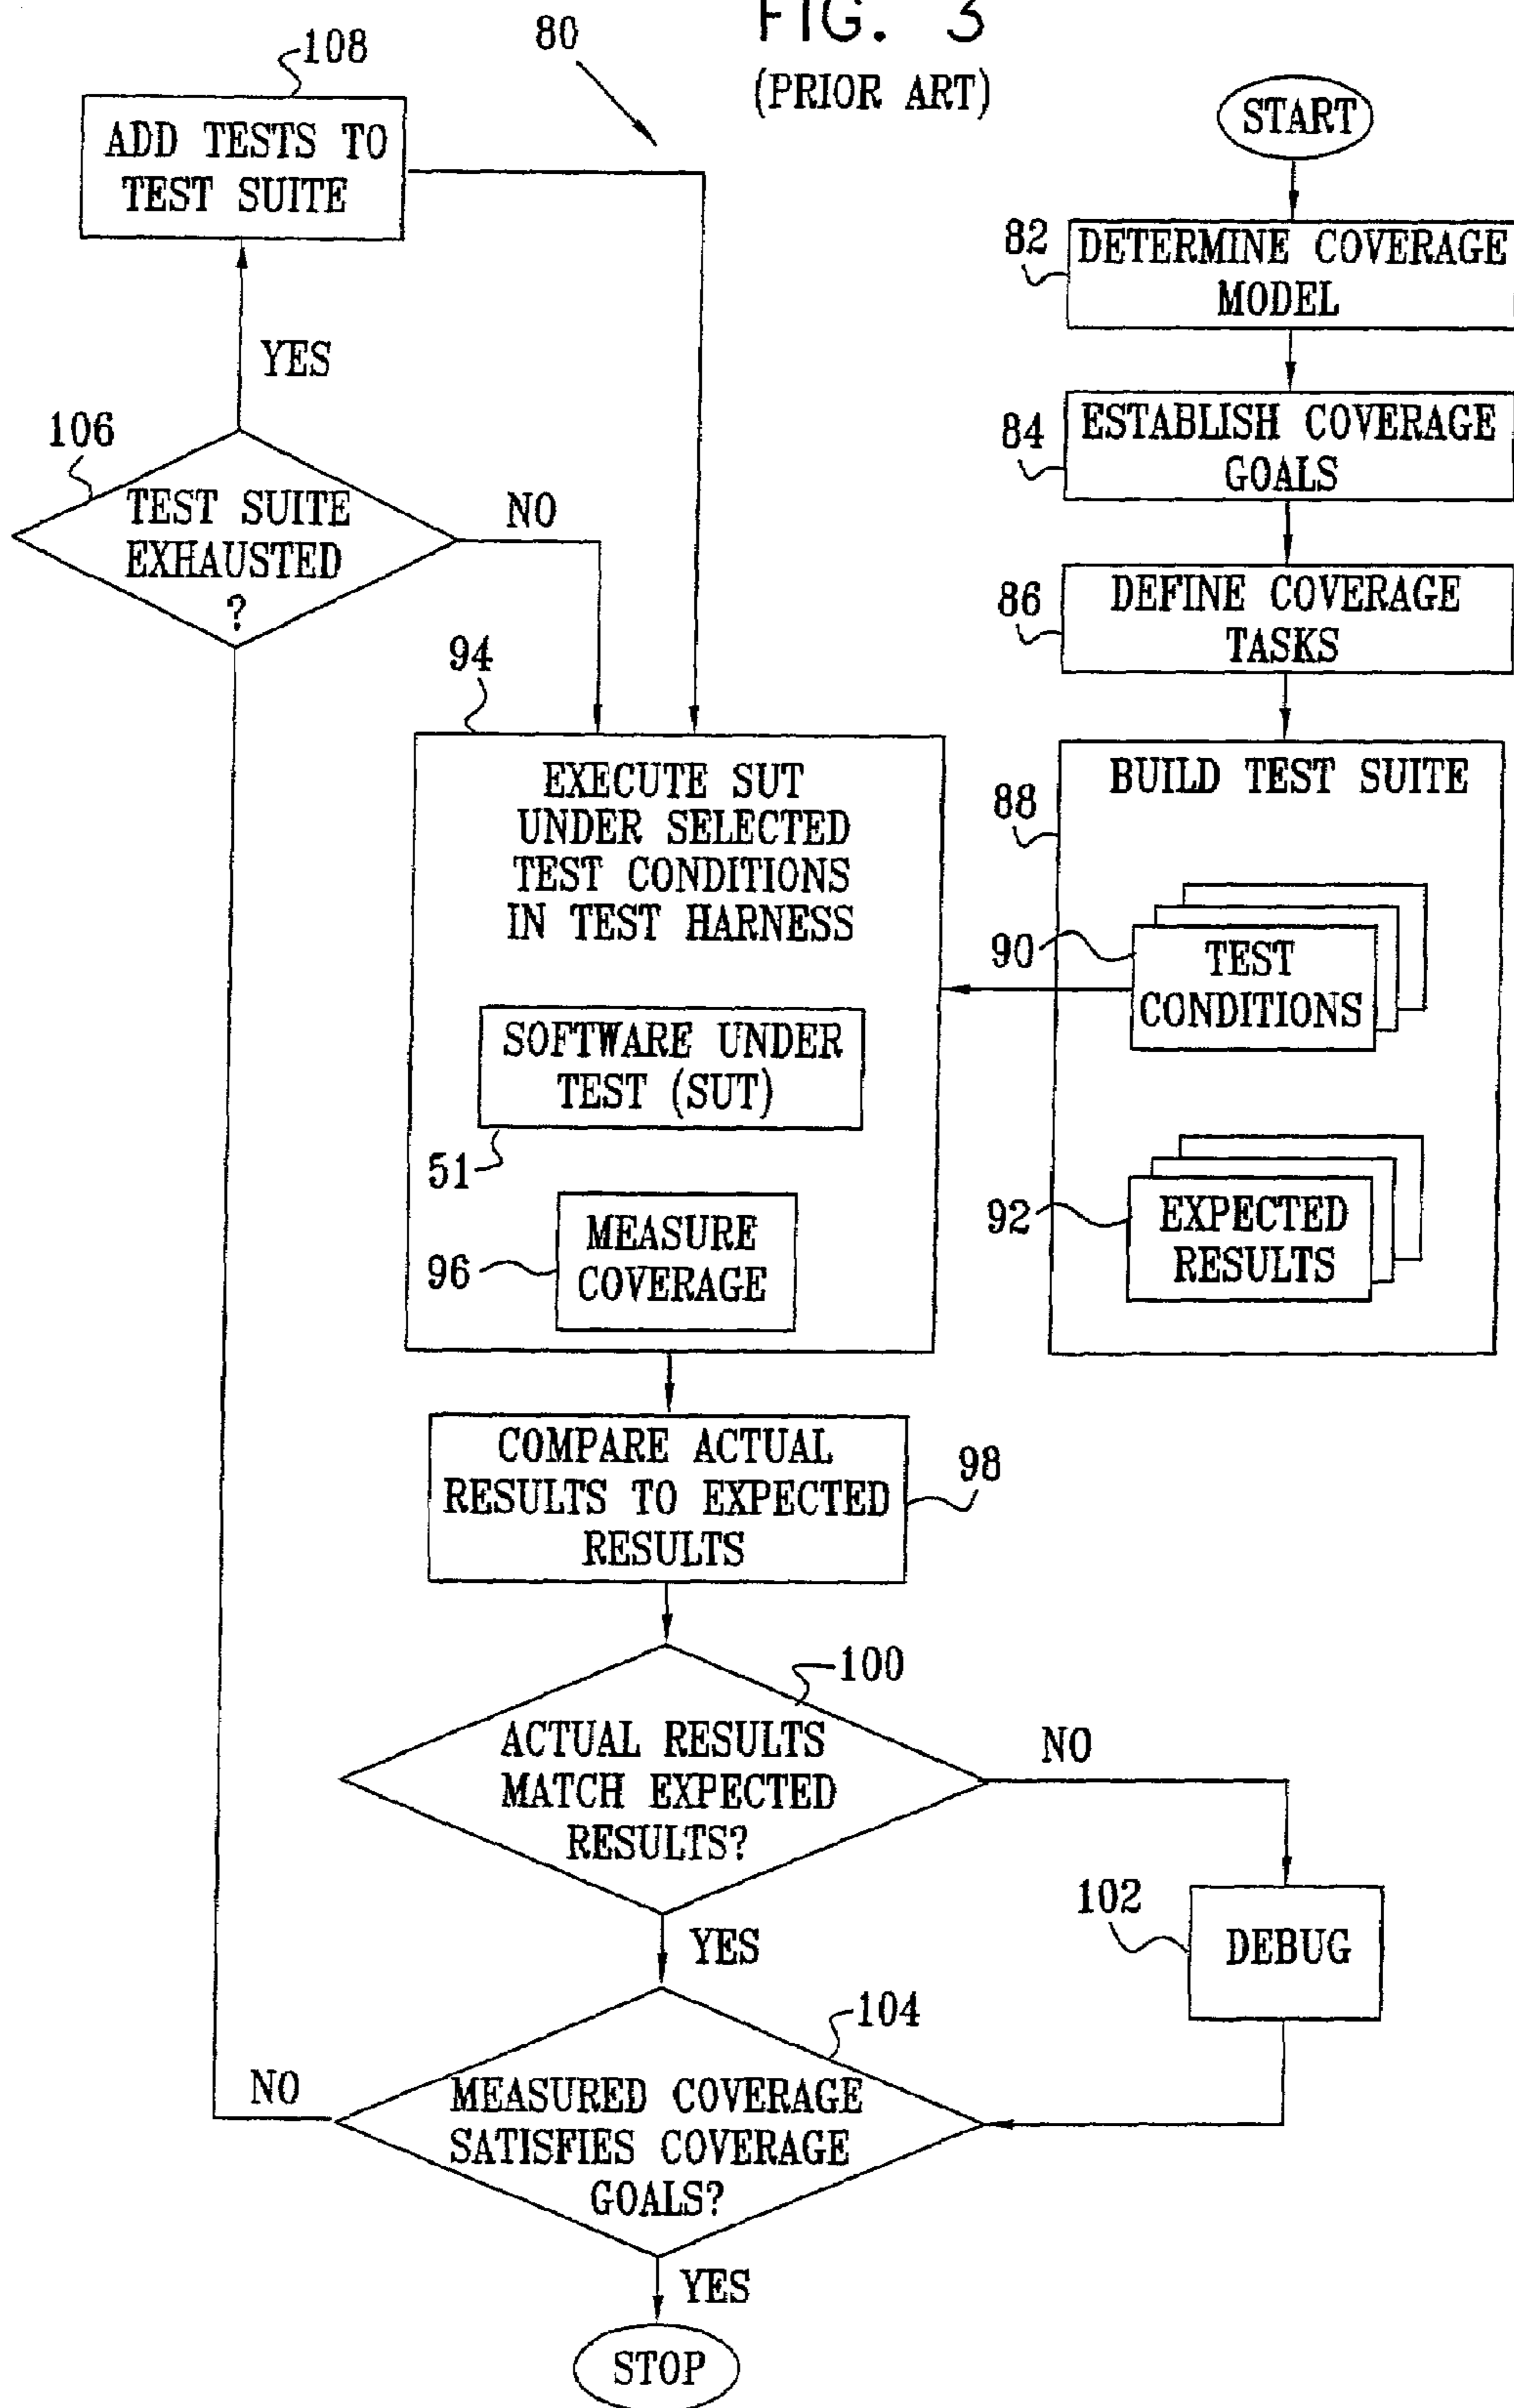 FIG. 3
(PRIOR ART)
80
START
82
DETERMINE COVERAGE
MODEL
84
ESTABLISH COVERAGE
GOALS
86
DEFINE COVERAGE
TASKS
88
BUILD TEST SUITE
90
TEST
CONDITIONS
92
EXPECTED
RESULTS
108
ADD TESTS TO
TEST SUITE
YES
106
TEST SUITE
EXHAUSTED
?
NO
94
EXECUTE SUT
UNDER SELECTED
TEST CONDITIONS
IN TEST HARNESS
SOFTWARE UNDER
TEST (SUT)
51
MEASURE
COVERAGE
96
COMPARE ACTUAL
RESULTS TO EXPECTED
RESULTS
98
100
ACTUAL RESULTS
MATCH EXPECTED
RESULTS?
NO
102
DEBUG
YES
104
MEASURED COVERAGE
SATISFIES COVERAGE
GOALS?
NO
YES
STOP